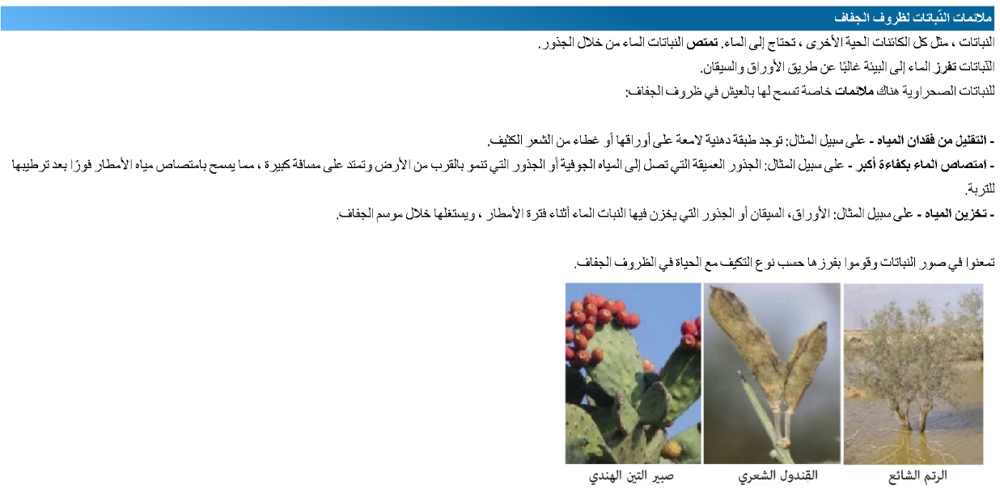 ملائمات النّباتات لظروف الجفاف
النباتات ، مثل كل الكائنات الحية الأخرى ، تحتاج إلى الماء. تمتص النباتات الماء من خلال الجذور.
النّباتات تفرز الماء إلى البيئة غالبًا عن طريق الأوراق والسيقان.
للنباتات الصحراوية هناك ملائمات خاصة تسمح لها بالعيش في ظروف الجفاف:
- التقليل من فقدان المياه - على سبيل المثال: توجد طبقة دهنية لامعة على أوراقها أو غطاء من الشعر الكثيف.
- امتصاص الماء بكفاءة أكبر - على سبيل المثال: الجذور العميقة التي تصل إلى المياه الجوفية أو الجذور التي تنمو بالقرب من الأرض وتمتد على مسافة كبيرة ، مما يسمح بامتصاص مياه الأمطار فورًا بعد ترطيبها
للتربة.
- تخزين المياه - على سبيل المثال: الأوراق، السيقان أو الجذور التي يخزن فيها النبات الماء أثناء فترة الأمطار ، ويستغلها خلال موسم الجفاف.
تمعنوا في صور النباتات وقوموا بفرزها حسب نوع التكيف مع الحياة في الظروف الجفاف.
الرتم الشائع
القِندول الشعري
صبير التين الهندي